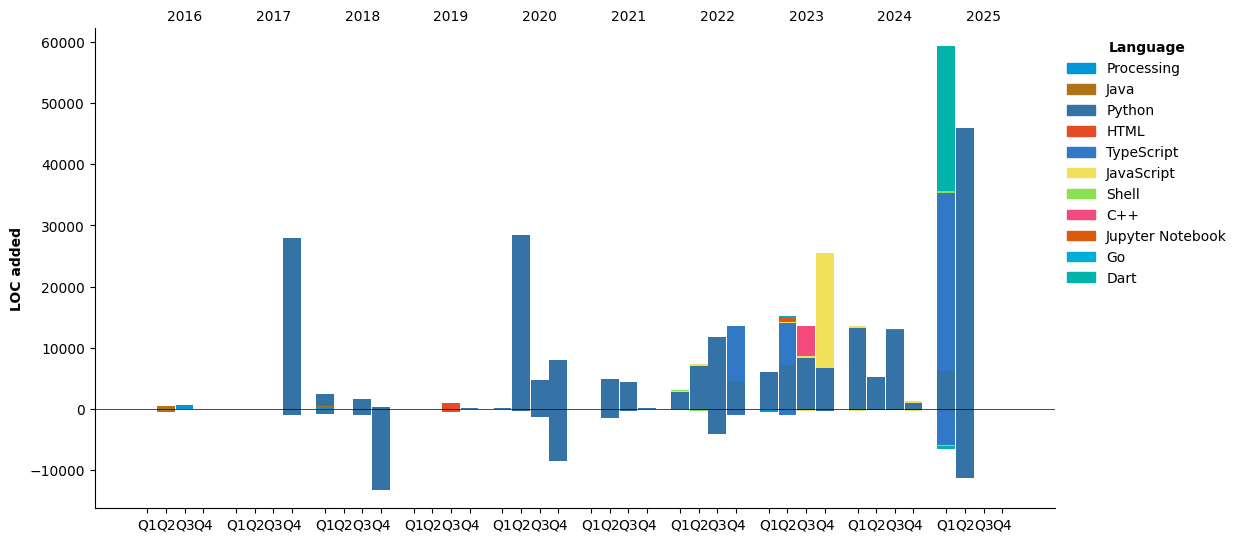 2016 2017 2018 2019 2020 2021 2022 2023 2024 2025
60000
50000
40000
30000
20000
10000
0
−10000
LOC added
Q1Q2Q3Q4 Q1Q2Q3Q4 Q1Q2Q3Q4 Q1Q2Q3Q4 Q1Q2Q3Q4 Q1Q2Q3Q4 Q1Q2Q3Q4 Q1Q2Q3Q4 Q1Q2Q3Q4 Q1Q2Q3Q4
Language
Processing
Java
Python
HTML
TypeScript
JavaScript
Shell
C++
Jupyter Notebook
Go
Dart